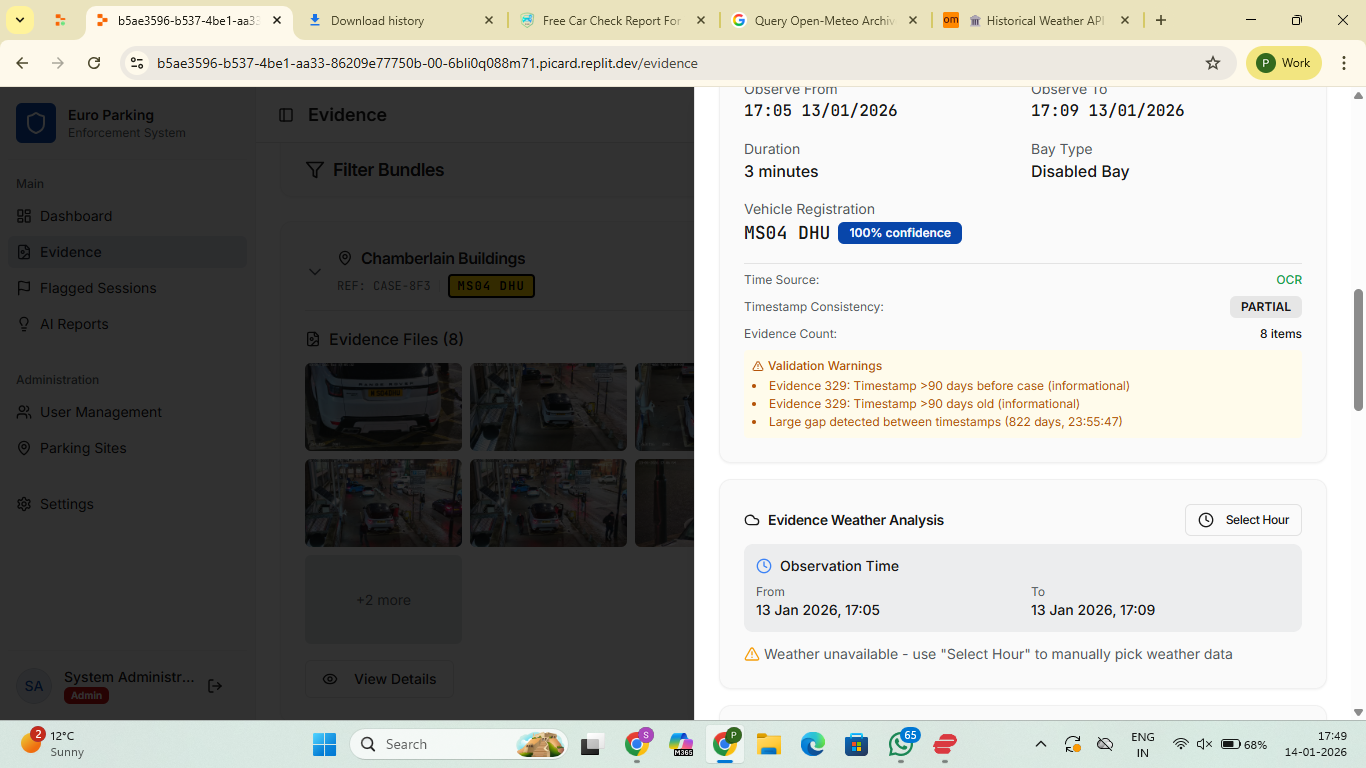 b5ae3596-b537-4be1-aa33
Download history
Free Car Check Report For
Query Open-Meteo Archiv
om Historical Weather API
b5ae3596-b537-4be1-aa33-86209e77750b-00-6bli0q088m71.picard.replit.dev/evidence
P Work
Euro Parking
Enforcement System
Main
Dashboard
Evidence
Flagged Sessions
AI Reports
Administration
User Management
Parking Sites
Settings
SA
System Administr...
Admin
Evidence
Filter Bundles
Chamberlain Buildings
REF: CASE-8F3
MS04 DHU
Evidence Files (8)
+2 more
View Details
Observe From
Observe To
17:05 13/01/2026
17:09 13/01/2026
Duration
Bay Type
3 minutes
Disabled Bay
Vehicle Registration
MS04 DHU 100% confidence
Time Source:
OCR
Timestamp Consistency:
PARTIAL
Evidence Count:
8 items
Validation Warnings
• Evidence 329: Timestamp >90 days before case (informational)
• Evidence 329: Timestamp >90 days old (informational)
• Large gap detected between timestamps (822 days, 23:55:47)
Evidence Weather Analysis
Select Hour
Observation Time
From
To
13 Jan 2026, 17:05
13 Jan 2026, 17:09
Weather unavailable - use "Select Hour" to manually pick weather data
2
12°C
Sunny
Search
S
M365
P
65
ENG
IN
68%
17:49
14-01-2026